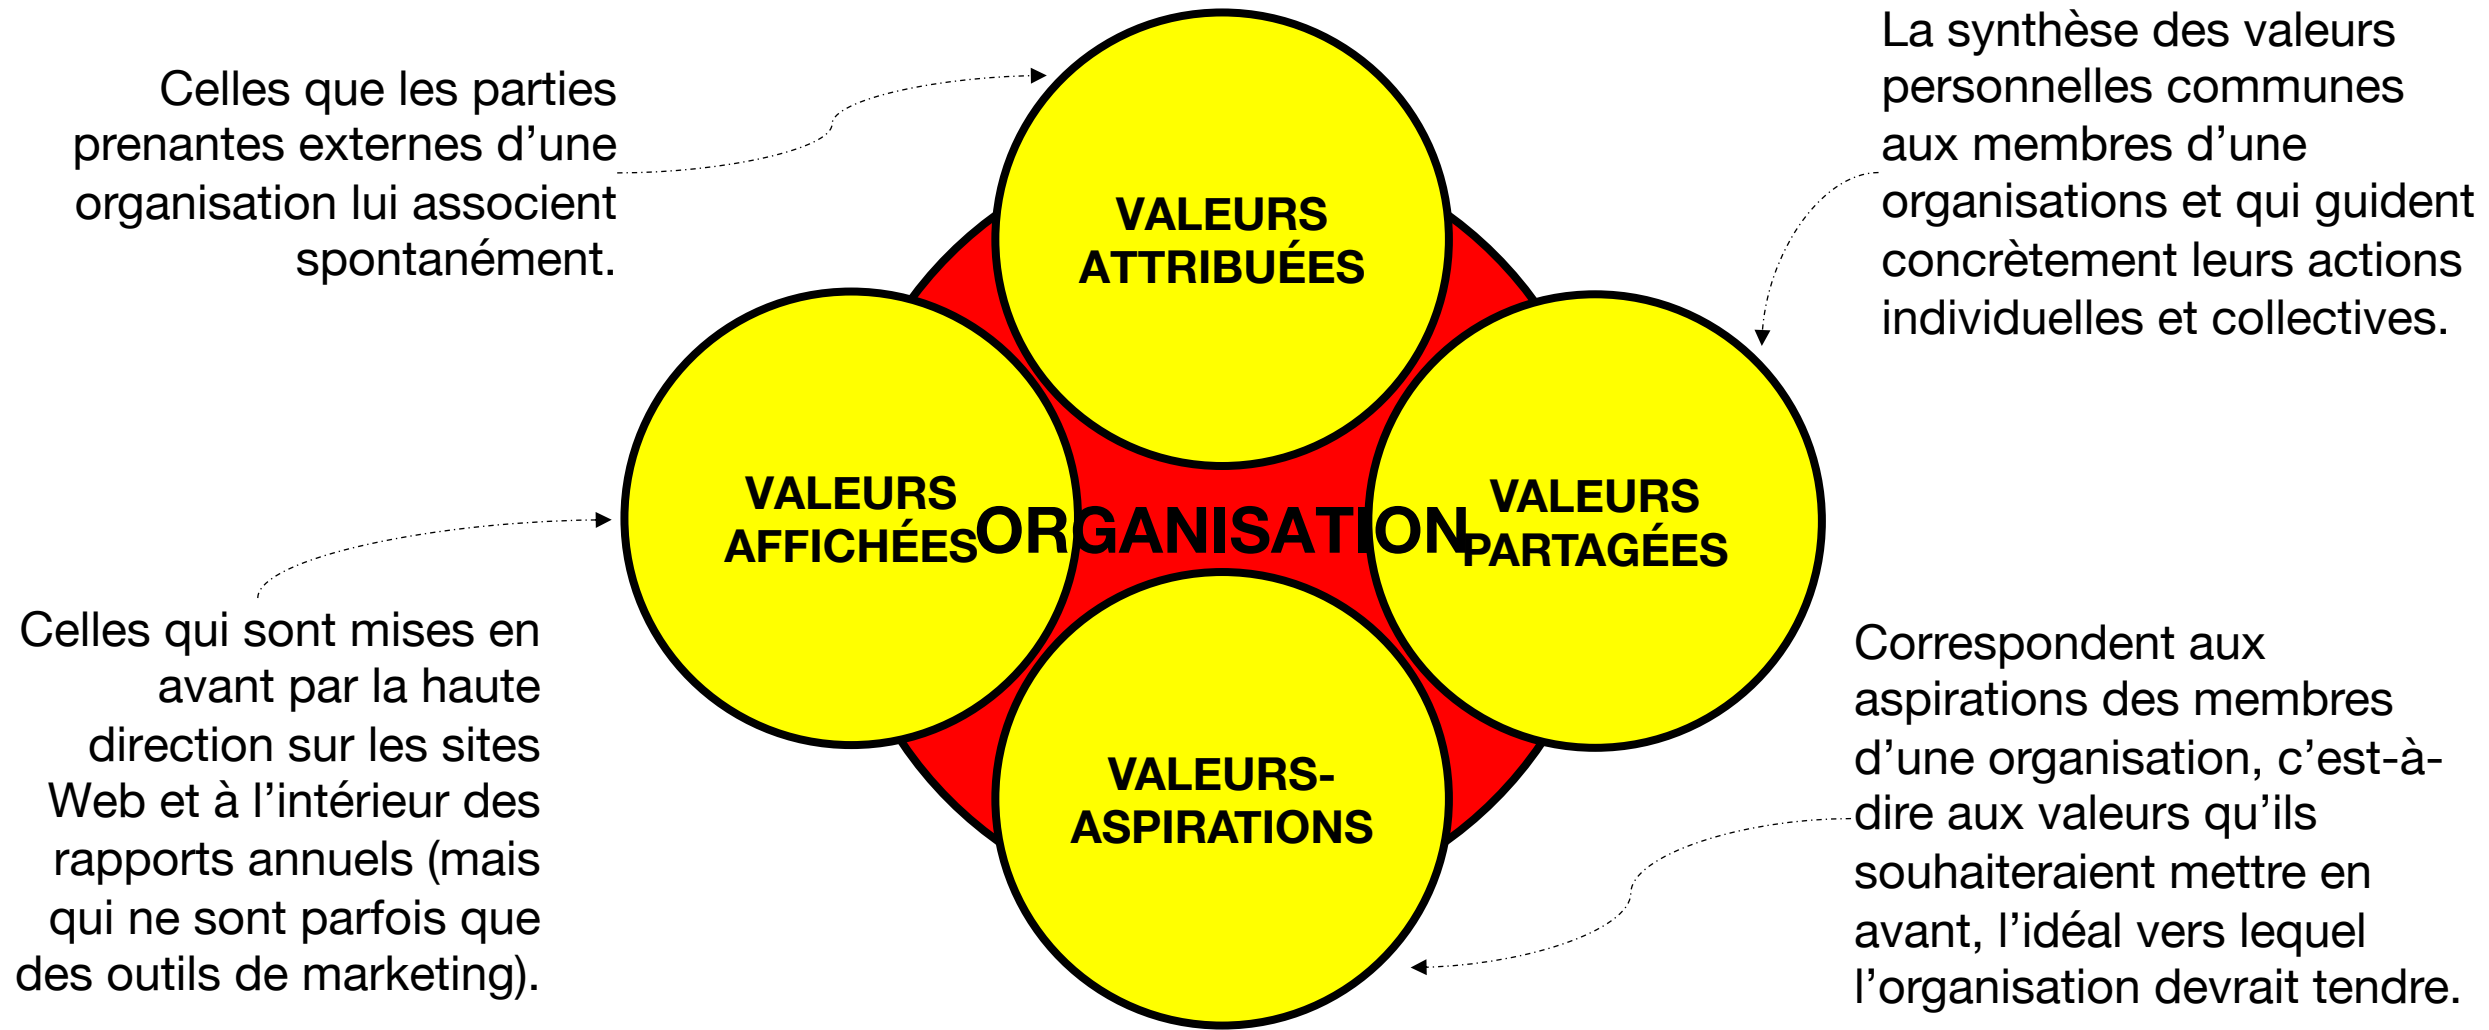 Celles que les parties
prenantes externes d’une
organisation lui associent
spontanément.
La synthèse des valeurs
personnelles communes
aux membres d’une
organisations et qui guident
concrètement leurs actions
individuelles et collectives.
VALEURS
ATTRIBUÉES
VALEURS
AFFICHÉES
ORGANISATION
VALEURS
PARTAGÉES
VALEURS-
ASPIRATIONS
Celles qui sont mises en
avant par la haute
direction sur les sites
Web et à l’intérieur des
rapports annuels (mais
qui ne sont parfois que
des outils de marketing).
Correspondent aux
aspirations des membres
d’une organisation, c’est-à-
dire aux valeurs qu’ils
souhaiteraient mettre en
avant, l’idéal vers lequel
l’organisation devrait tendre.